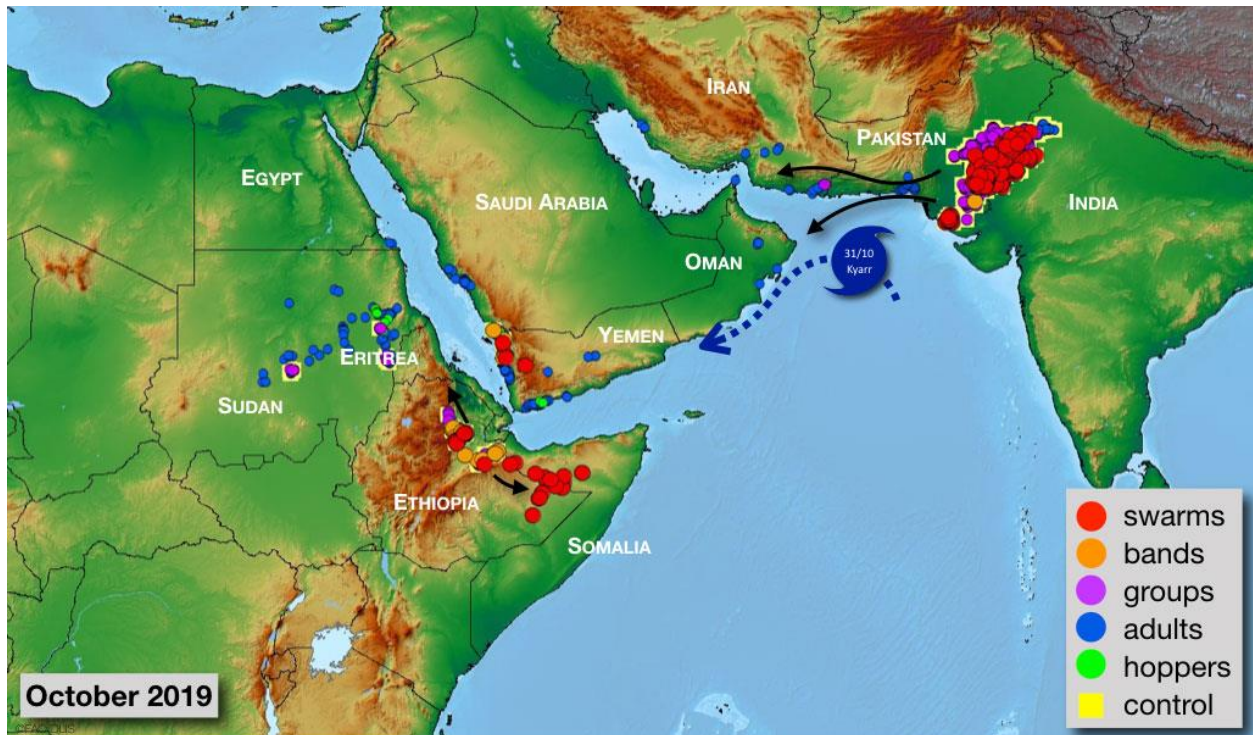 IRAN
PAKISTAN
EGYPT
SAUDI ARABIA
INDIA
OMAN
31/10
Kyarr
YEMEN
ERITREA
SUDAN
ETHIOPIA
SOMALIA
swarms
bands
groups
adults
hoppers
control
October 2019